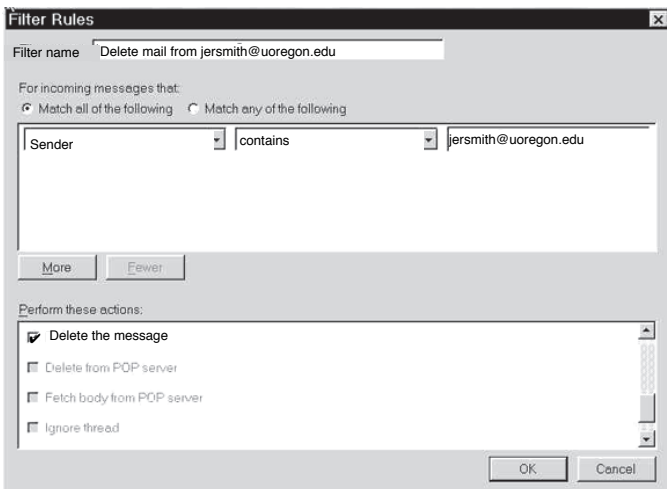 Filter Rules
Filter name Delete mail from jersmith@uoregon.edu
For incoming messages that:
Match all of the following Match any of the following
Sender contains jersmith@uoregon.edu
More Fewer
Perform these actions:
Delete the message
Delete from POP server
Fetch body from POP server
Ignore thread
OK Cancel